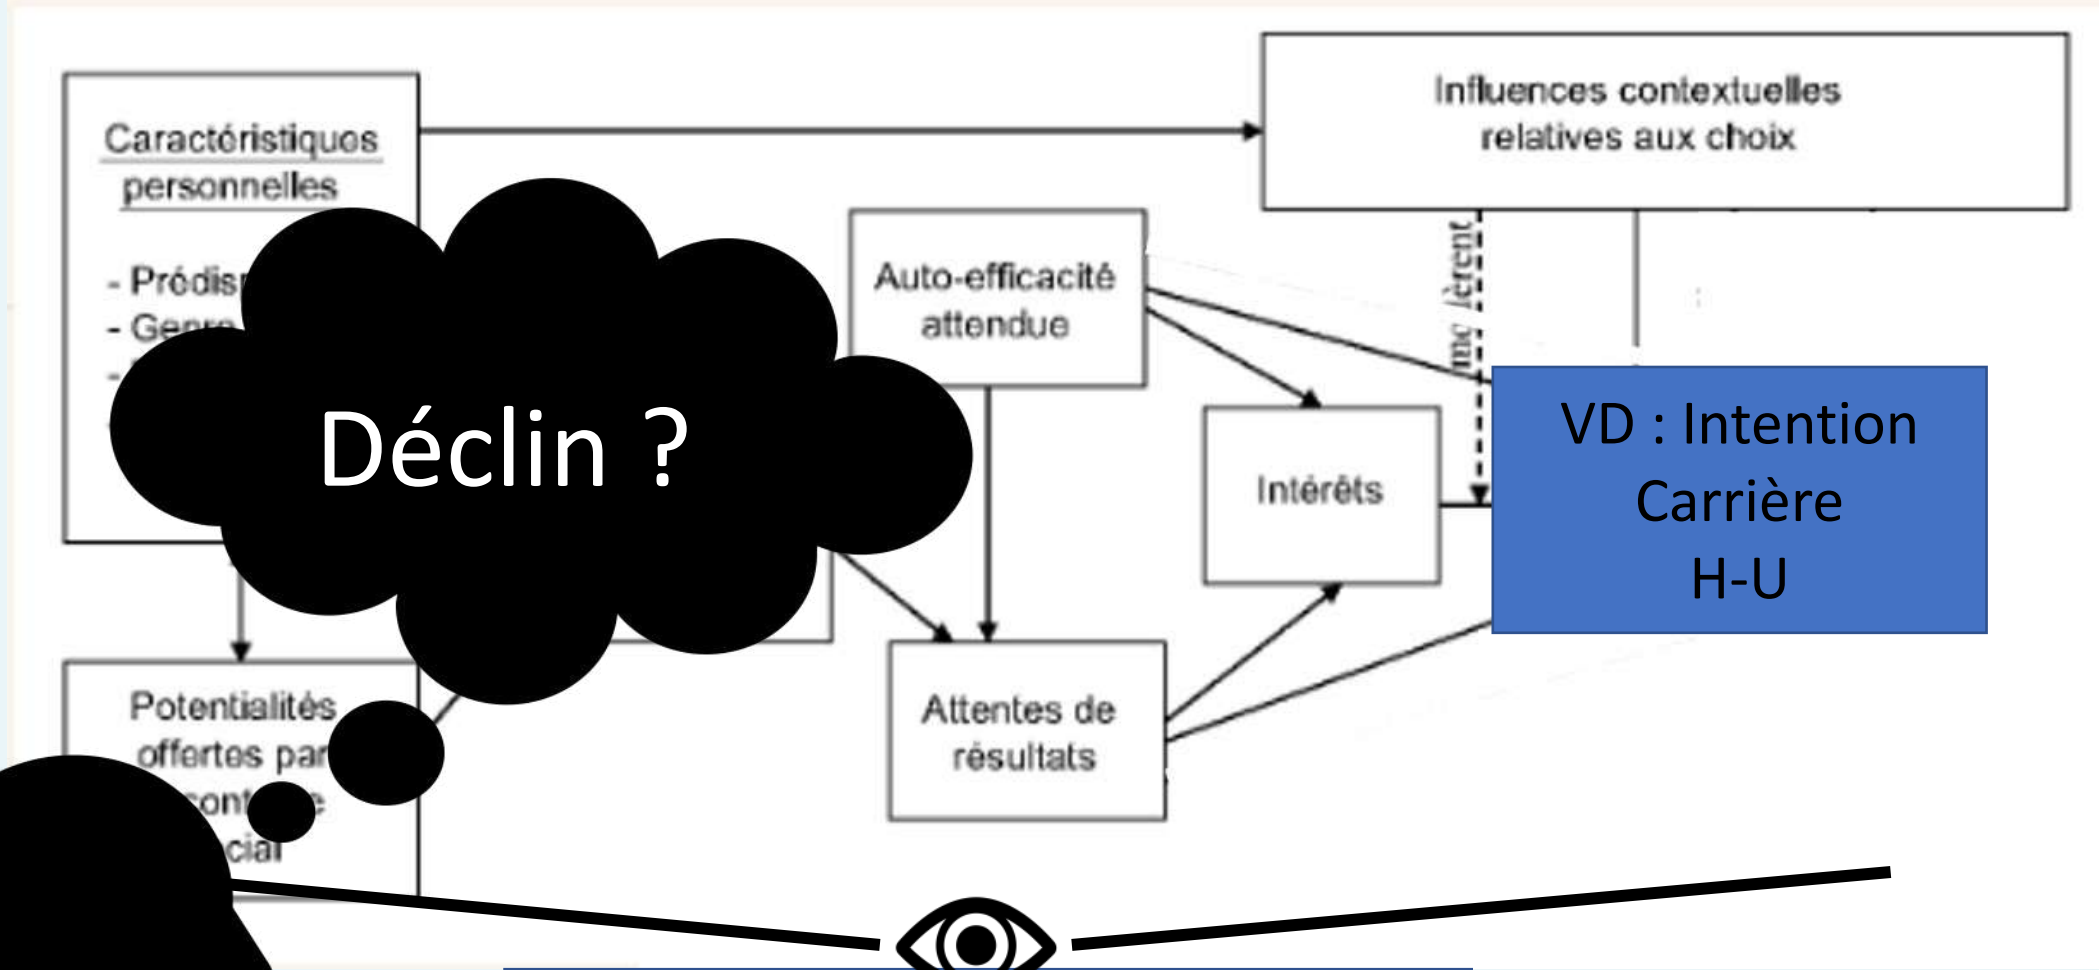 Caractéristiques
personnelles
- Genre
Influences contextuelles
relatives aux choix
Auto-efficacité
attendue
Déclin ?
Intérêts
VD : Intention
Carrière
H-U
Attentes de
résultats
Potentialités
offertes par